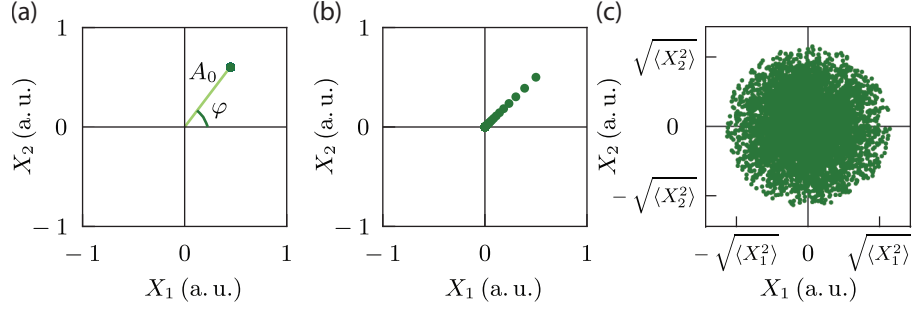 (a)
1
A₀
φ
X₂ (a. u.)
0
− 1
− 1
0
1
X₁ (a. u.)
(b)
1
X₂ (a. u.)
0
− 1
− 1
0
1
X₁ (a. u.)
(c)
√⟨X₂²⟩
X₂ (a. u.)
0
− √⟨X₂²⟩
− √⟨X₁²⟩
0
√⟨X₁²⟩
X₁ (a. u.)